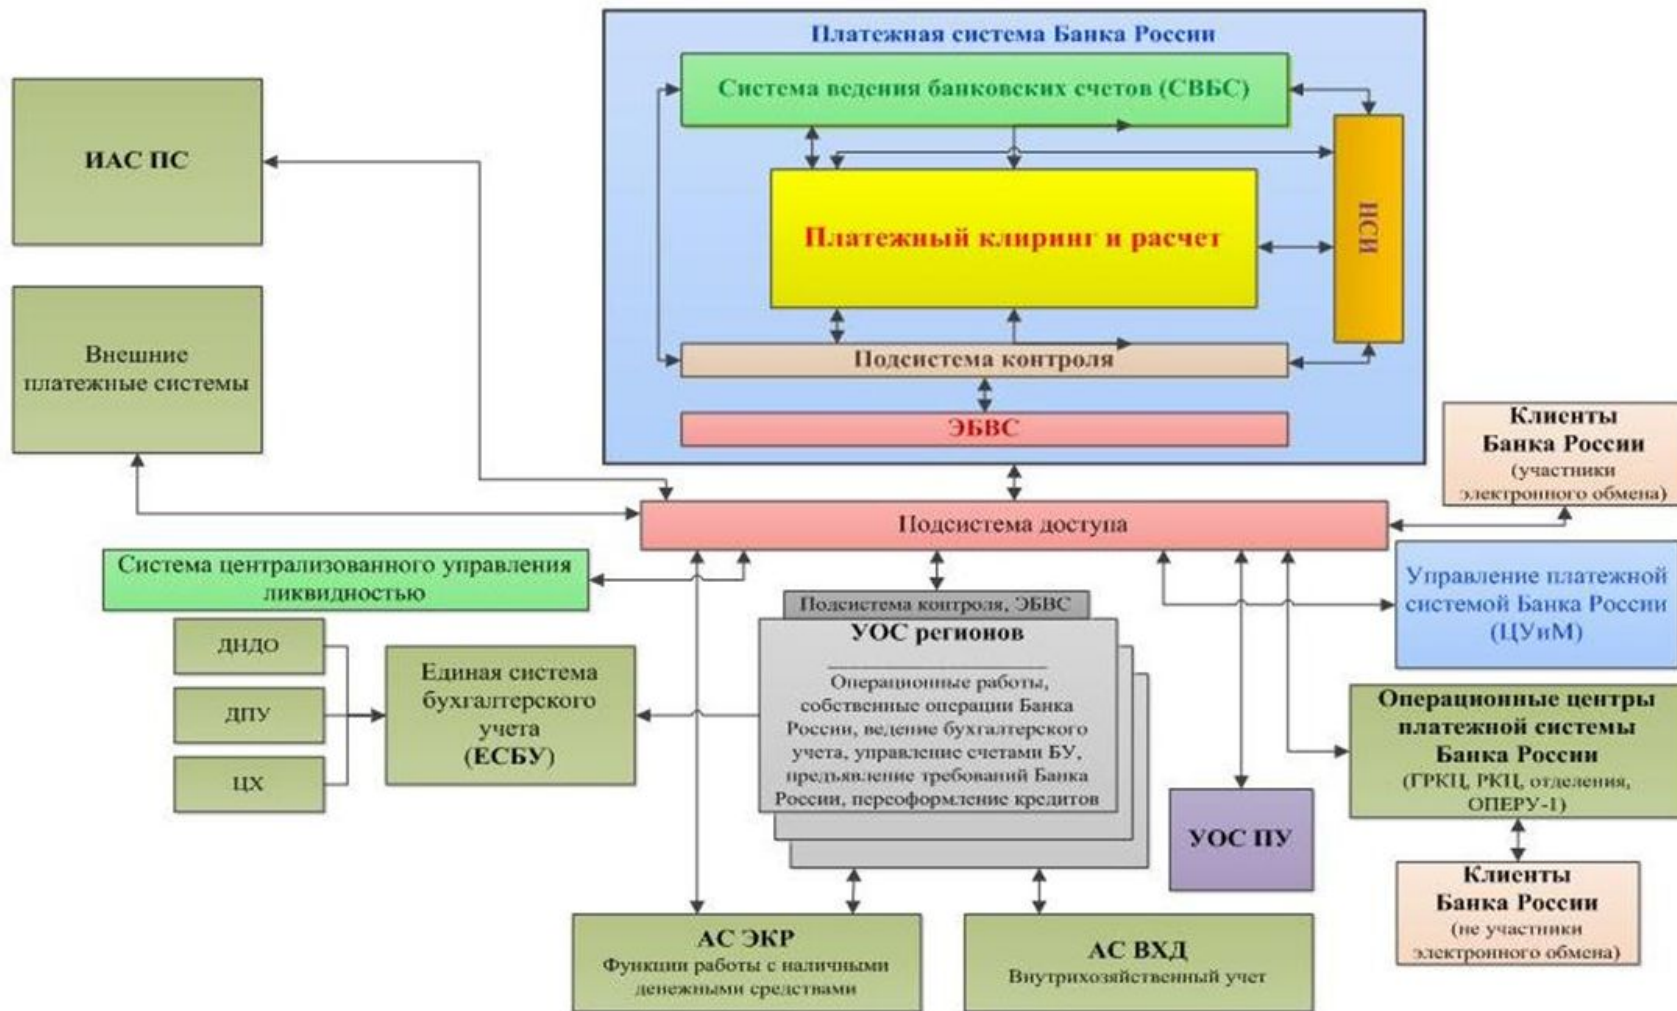 Платежная система Банка России
Система ведения банковских счетов (СВБС)
ИАС ПС
НСИ
Платежный клиринг и расчет
Внешние
платежные системы
Подсистема контроля
ЭБВС
Клиенты
Банка России
(участники
электронного обмена)
Подсистема доступа
Система централизованного управления
ликвидностью
Управление платежной
системой Банка России
(ЦУиМ)
Подсистема контроля, ЭБВС
УОС регионов
Операционные работы,
собственные операции Банка
России, ведение бухгалтерского
учета, управление счетами БУ,
предъявление требований Банка
России, переоформление кредитов
ДНДО
ДПУ
ЦХ
Единая система
бухгалтерского
учета
(ЕСБУ)
Операционные центры
платежной системы
Банка России
(ГРКЦ, РКЦ, отделения,
ОПЕРУ-1)
УОС ПУ
Клиенты
Банка России
(не участники
электронного обмена)
АС ЭКР
Функции работы с наличными
денежными средствами
АС ВХД
Внутрихозяйственный учет